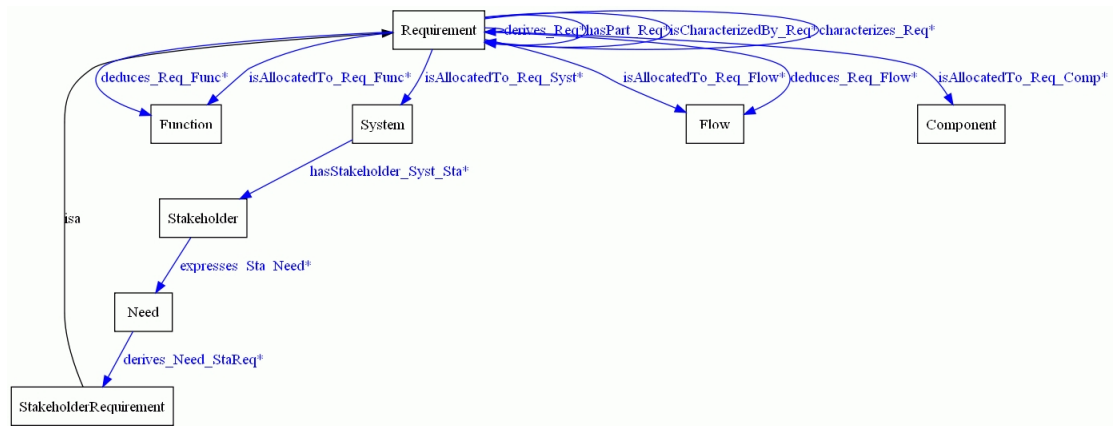 Requirement
derives_Req*
hasPart_Req*
isCharacterizedBy_Req*
characterizes_Req*
deduces_Req_Func*
isAllocatedTo_Req_Func*
isAllocatedTo_Req_Syst*
isAllocatedTo_Req_Flow*
deduces_Req_Flow*
isAllocatedTo_Req_Comp*
Function
System
Flow
Component
hasStakeholder_Syst_Sta*
isa
Stakeholder
expresses_Sta_Need*
Need
derives_Need_StaReq*
StakeholderRequirement